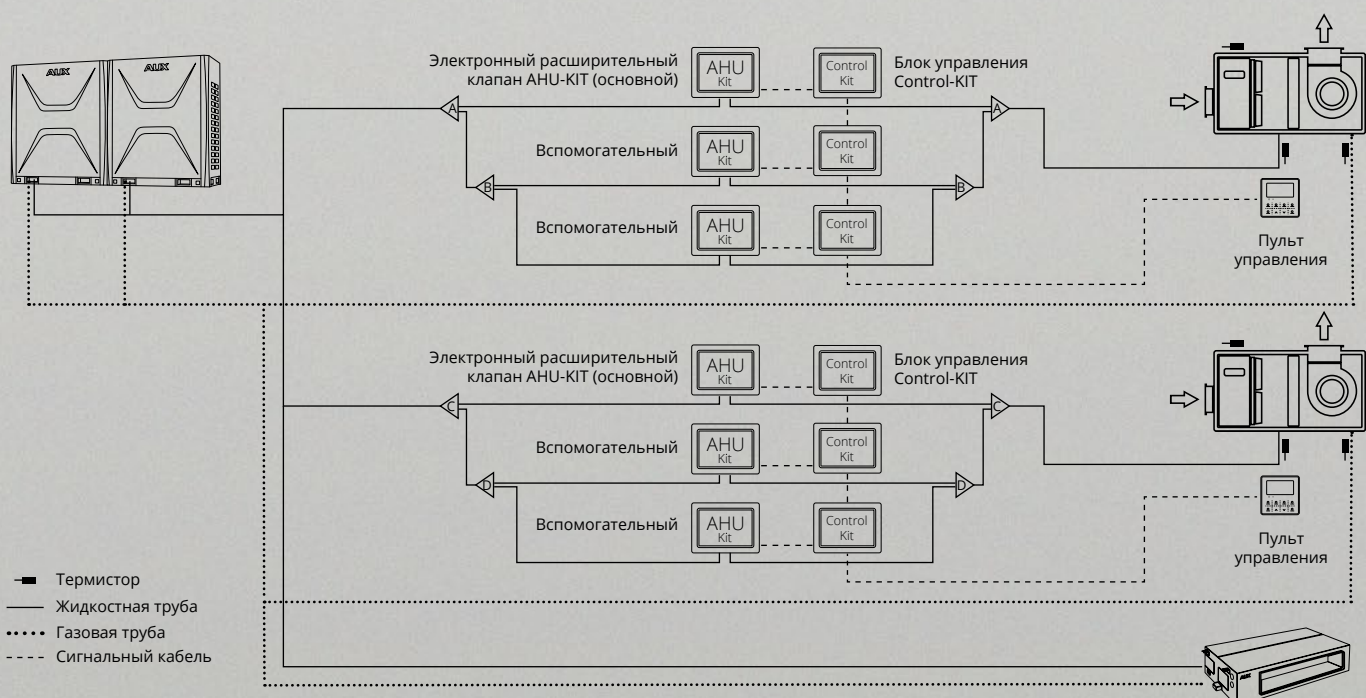 AUX
AUX
Электронный расширительный
клапан AHU-KIT (основной)
AHU
Kit
Control
Kit
Блок управления
Control-KIT
A
A
Вспомогательный
AHU
Kit
Control
Kit
B
B
Вспомогательный
AHU
Kit
Control
Kit
Пульт
управления
Электронный расширительный
клапан AHU-KIT (основной)
AHU
Kit
Control
Kit
Блок управления
Control-KIT
C
C
Вспомогательный
AHU
Kit
Control
Kit
D
D
Вспомогательный
AHU
Kit
Control
Kit
Пульт
управления
Термистор
Жидкостная труба
Газовая труба
Сигнальный кабель
AUX